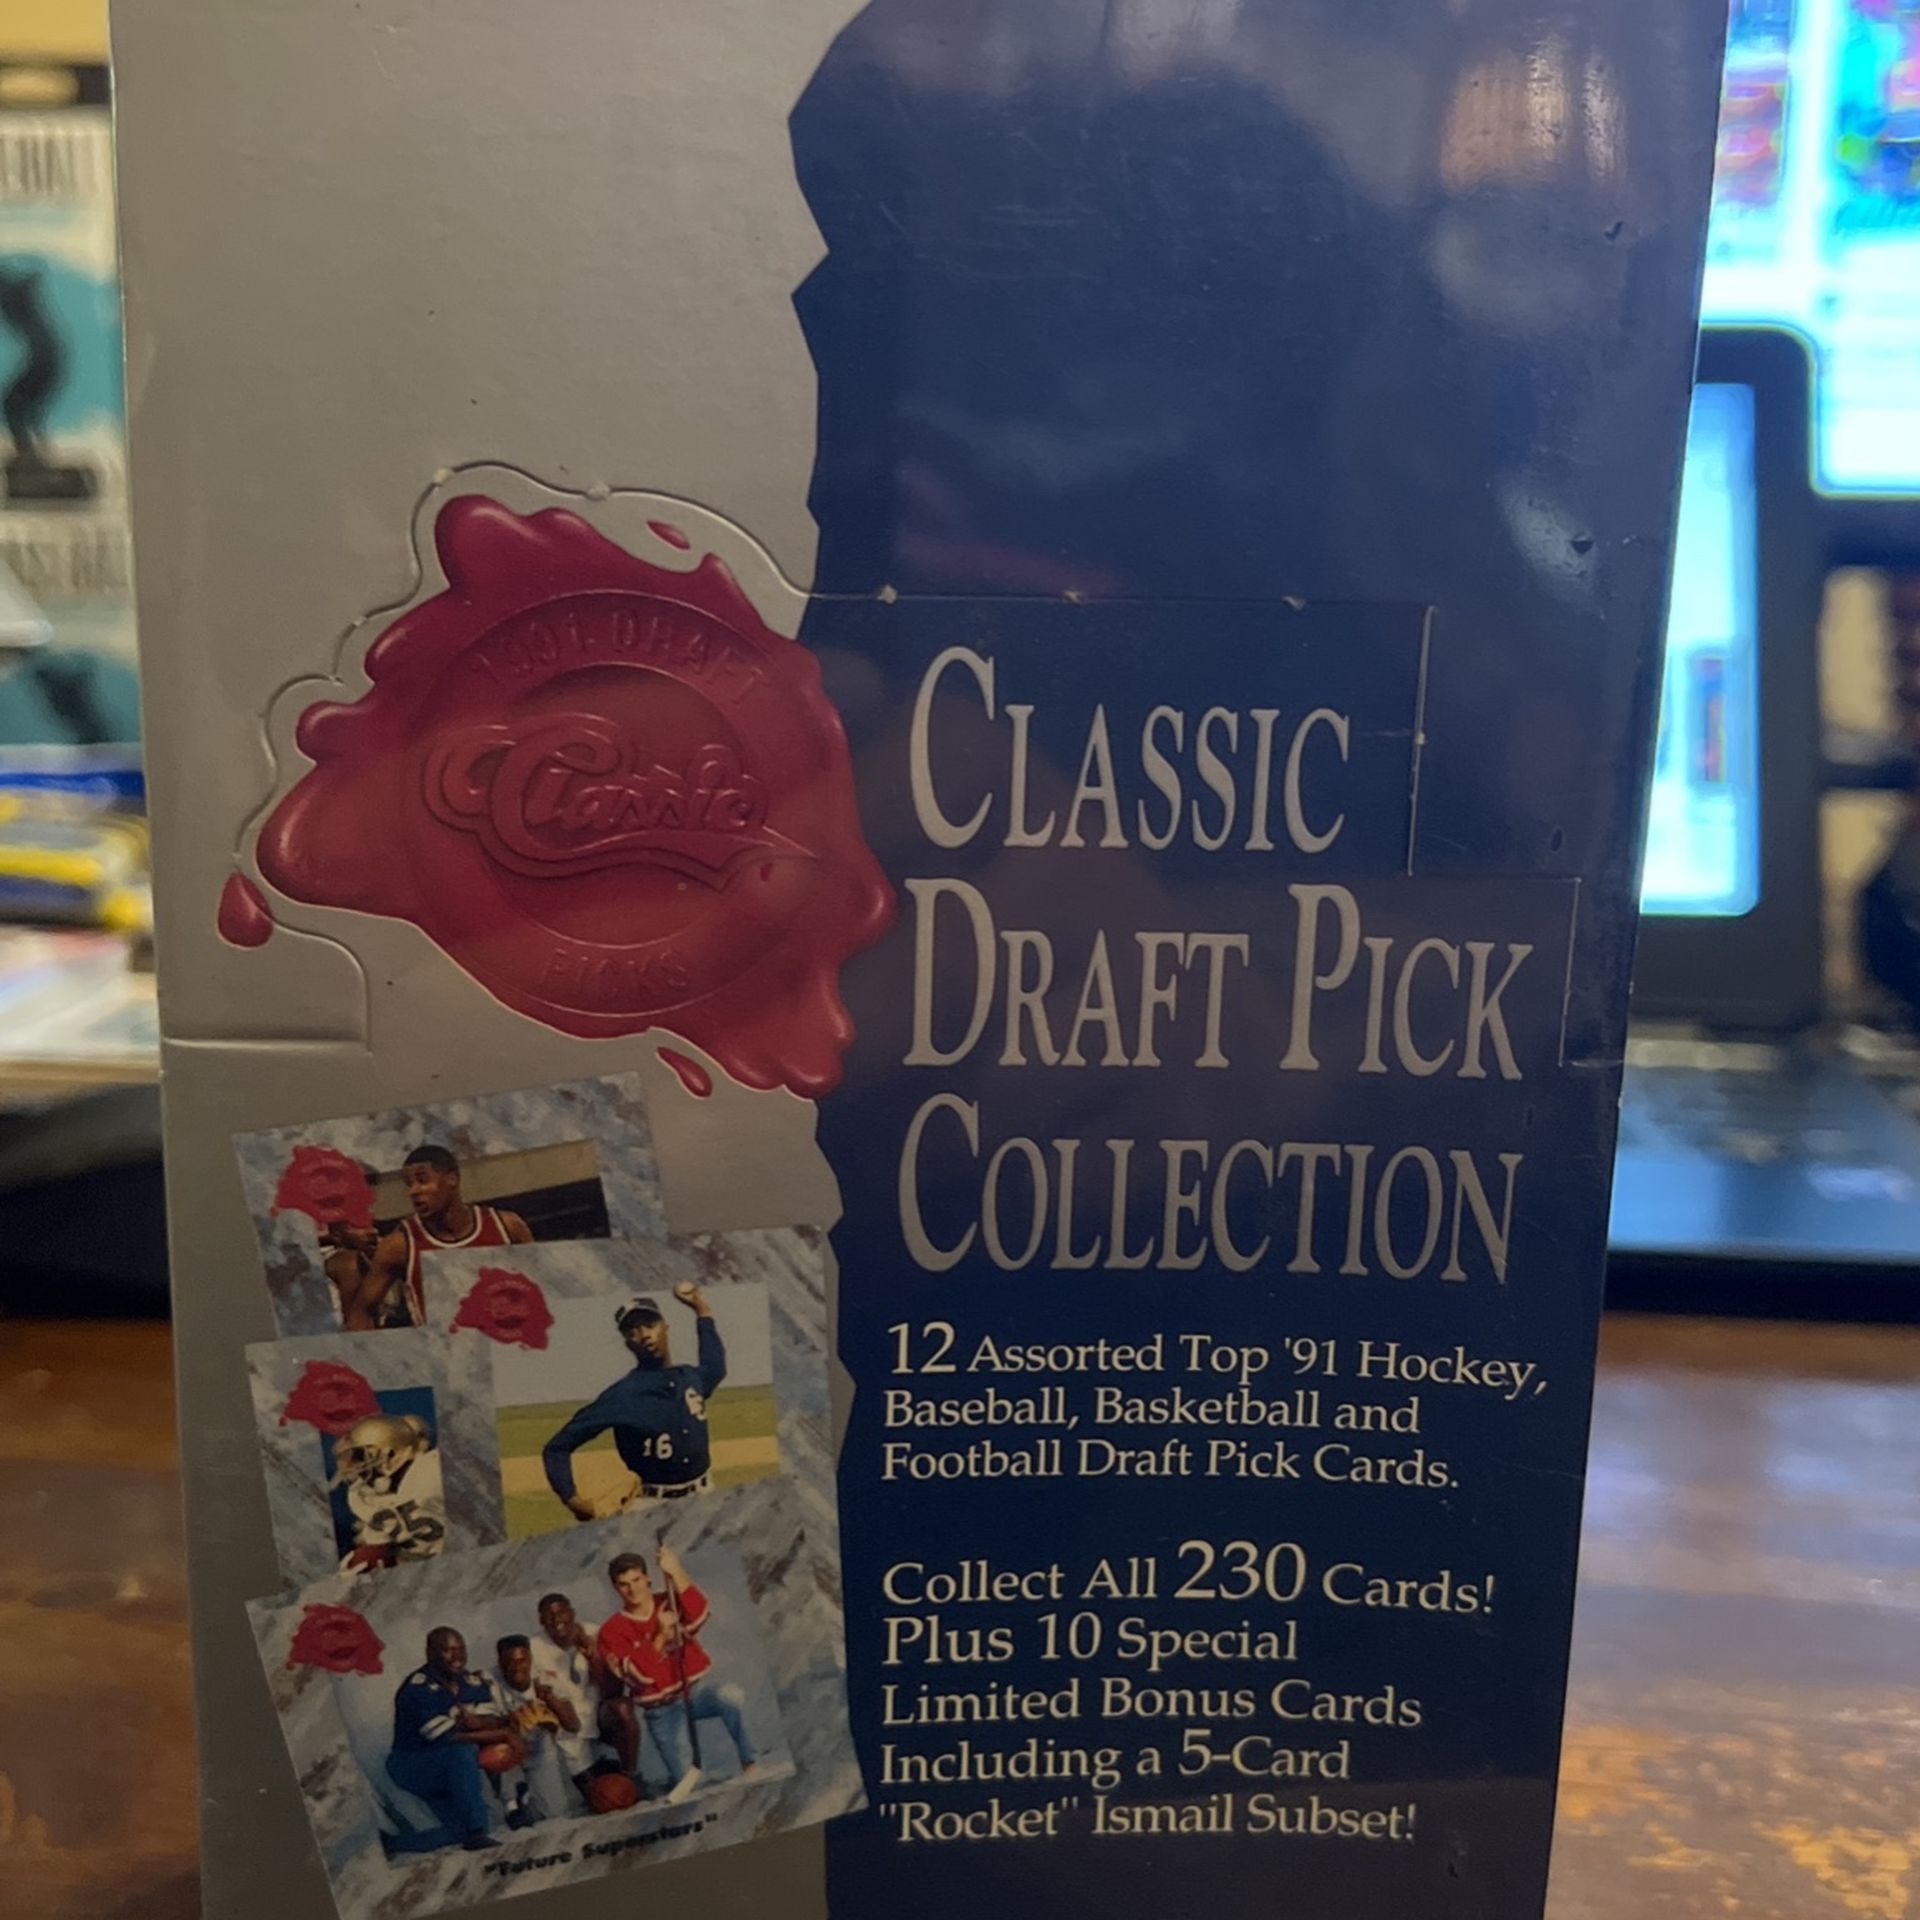 1991 DRAFT
Classic
PICKS
CLASSIC
DRAFT PICK
COLLECTION
12 Assorted Top '91 Hockey,
Baseball, Basketball and
Football Draft Pick Cards.
Collect All 230 Cards!
Plus 10 Special
Limited Bonus Cards
Including a 5-Card
"Rocket" Ismail Subset!
16
25
"Future Superstars"